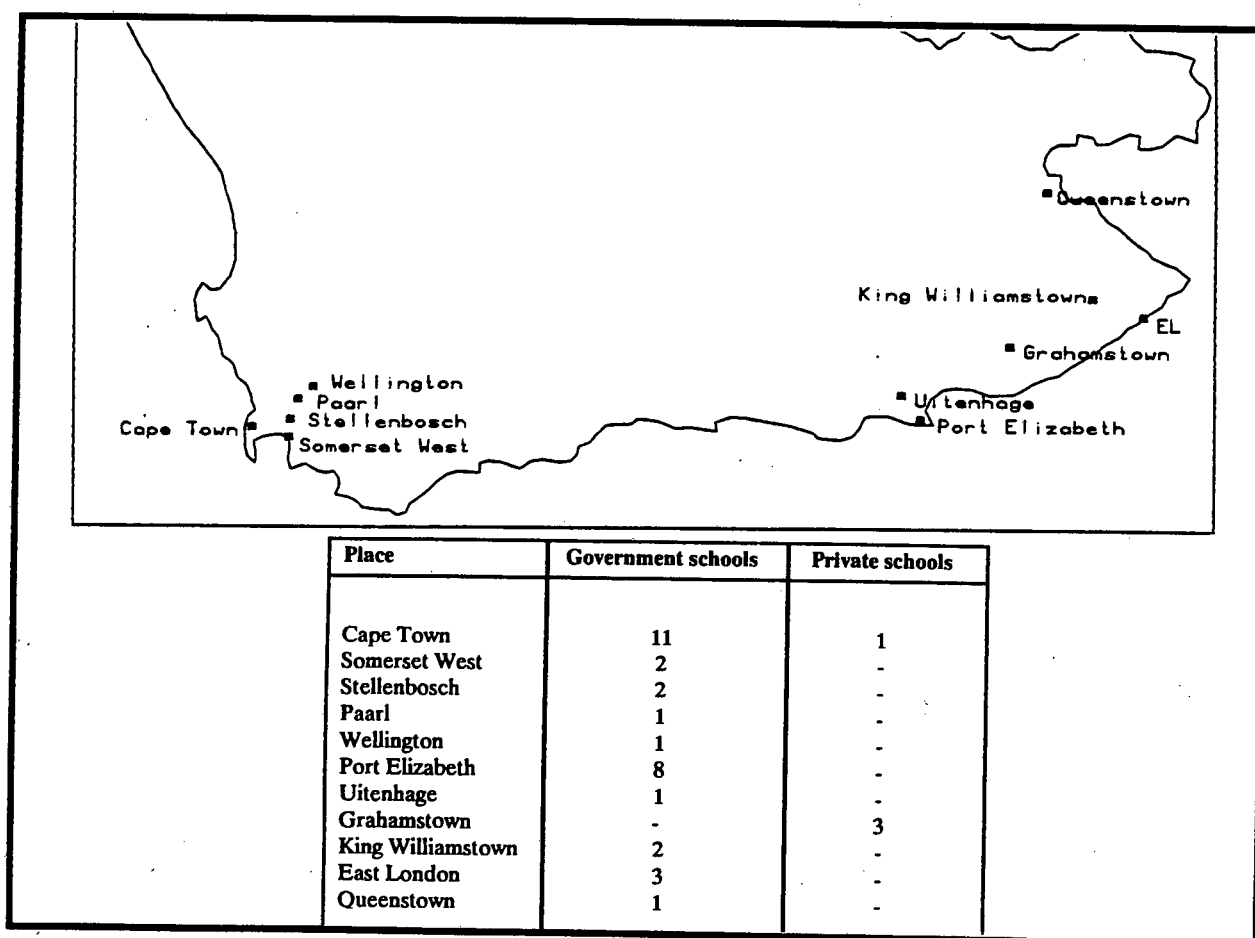 Queenstown
King Williamstown
EL
Grahamstown
Wellington
Paarl
Uitenhage
Stellenbosch
Cape Town
Port Elizabeth
Somerset West
Place Government schools Private schools
Cape Town 11 1
Somerset West 2 -
Stellenbosch 2 -
Paarl 1 -
Wellington 1 -
Port Elizabeth 8 -
Uitenhage 1 -
Grahamstown - 3
King Williamstown 2 -
East London 3 -
Queenstown 1 -